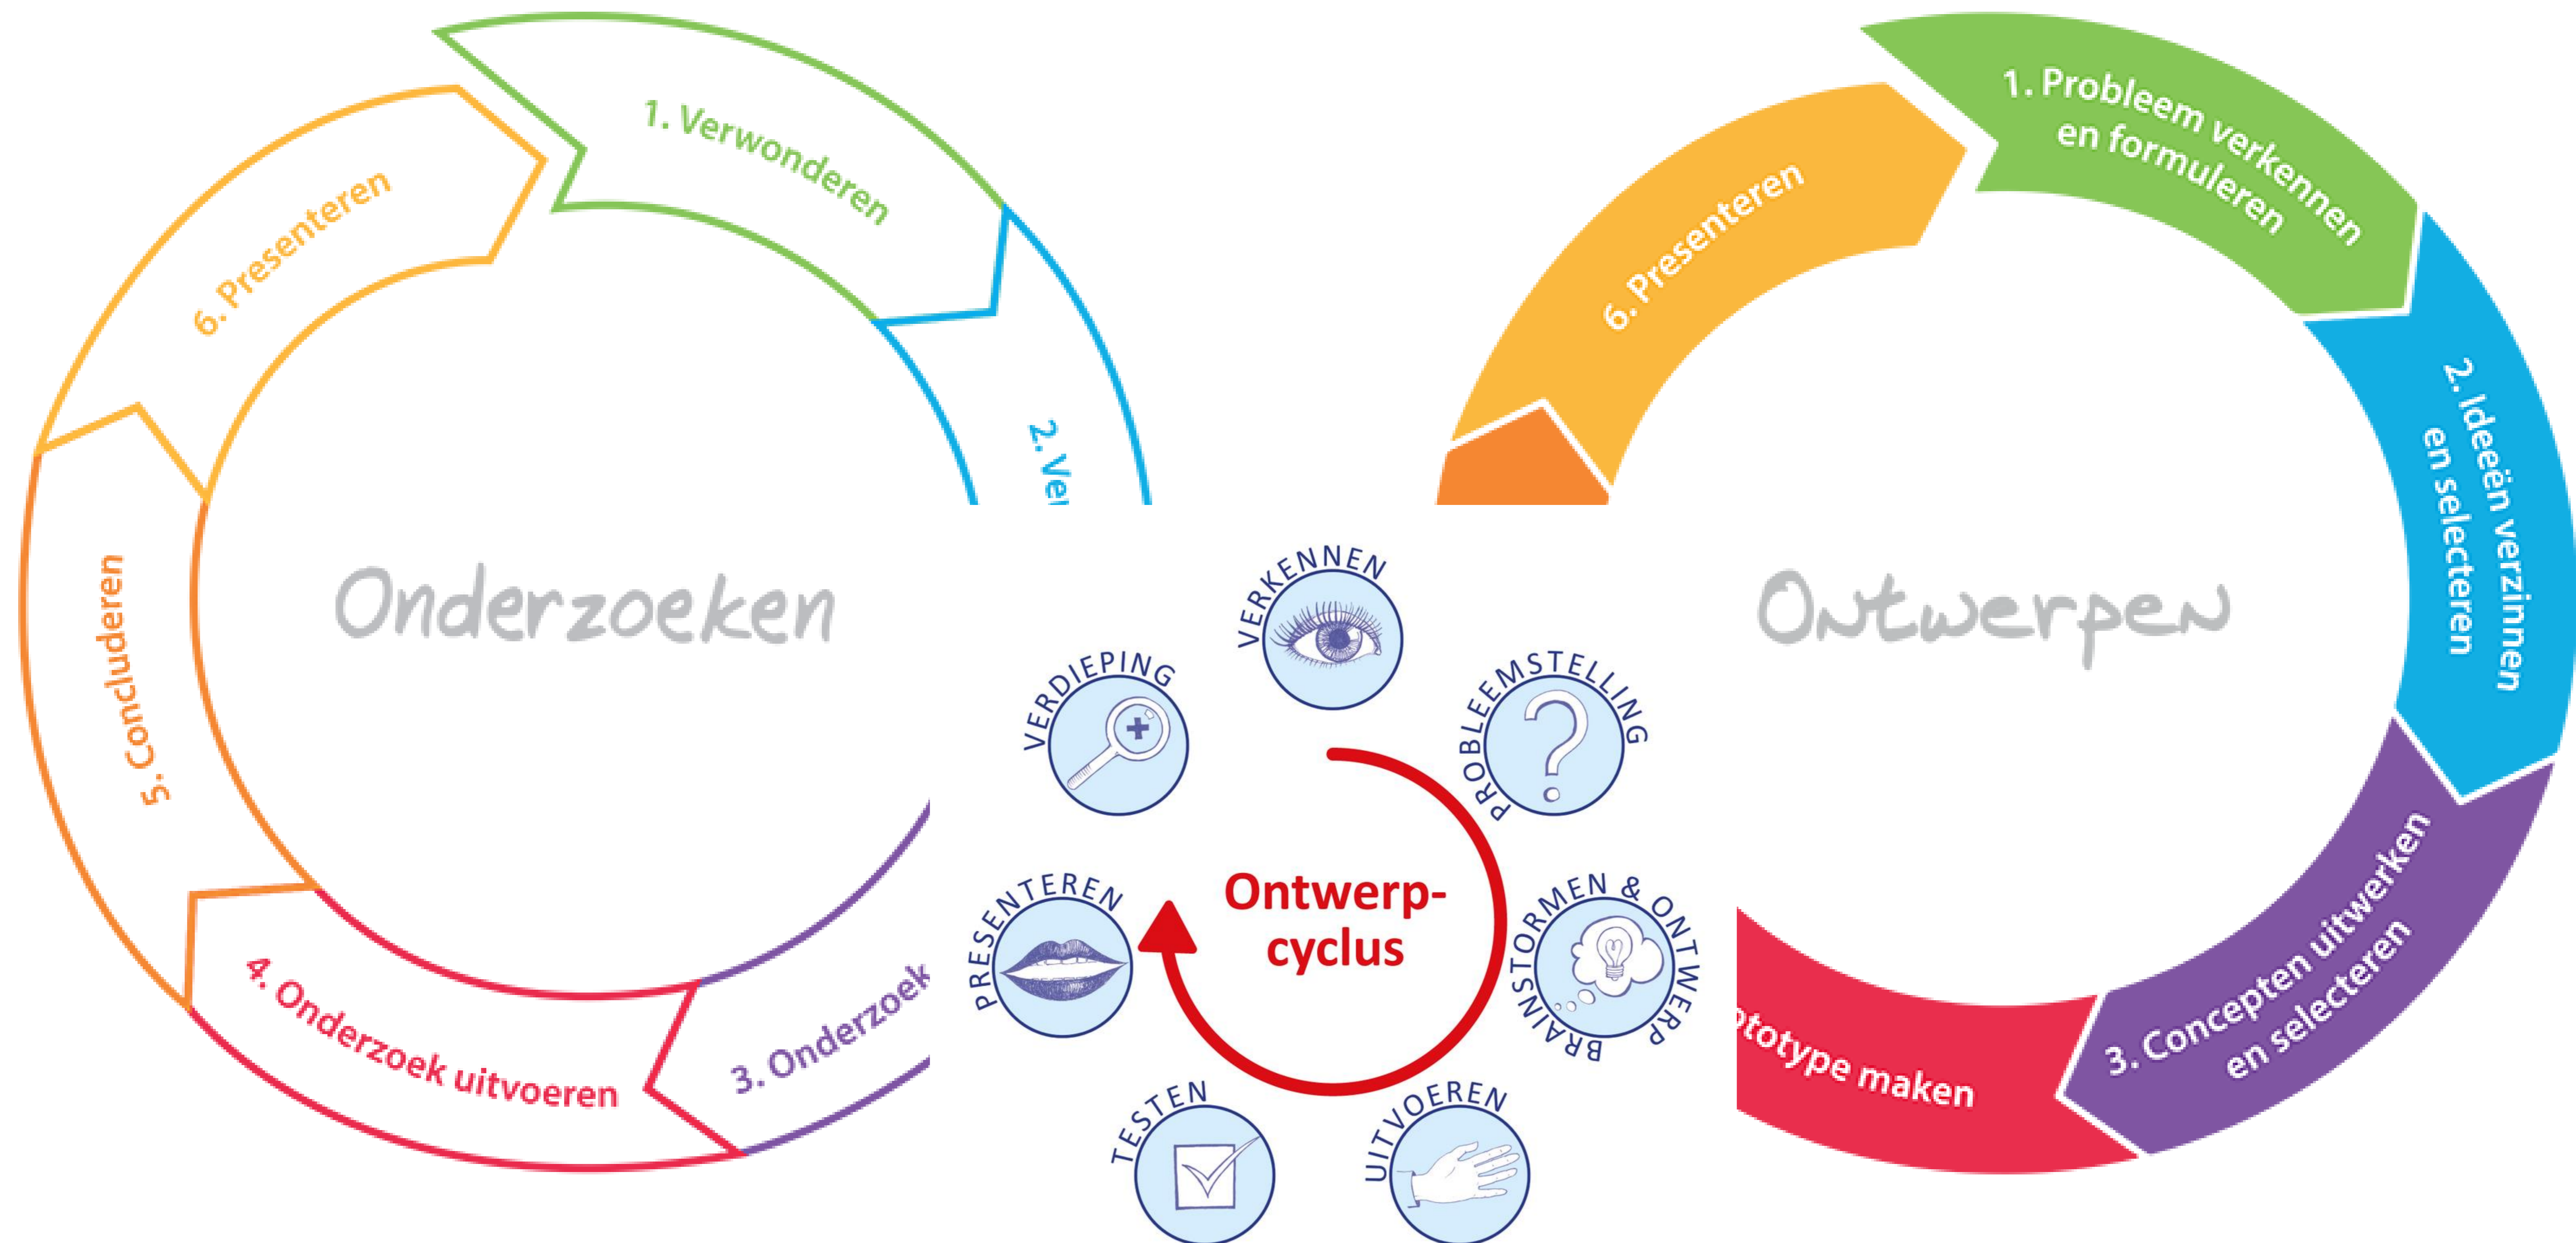 1. Verwonderen
2. Ver
3. Onderzoek
4. Onderzoek uitvoeren
5. Concluderen
6. Presenteren
Onderzoeken
VERKENNEN
PROBLEEMSTELLING
BRAINSTORMEN & ONTWERP
UITVOEREN
TESTEN
PRESENTEREN
VERDIEPING
Ontwerp-
cyclus
1. Probleem verkennen
en formuleren
2. Ideeën verzinnen
en selecteren
3. Concepten uitwerken
en selecteren
ototype maken
6. Presenteren
Ontwerpen